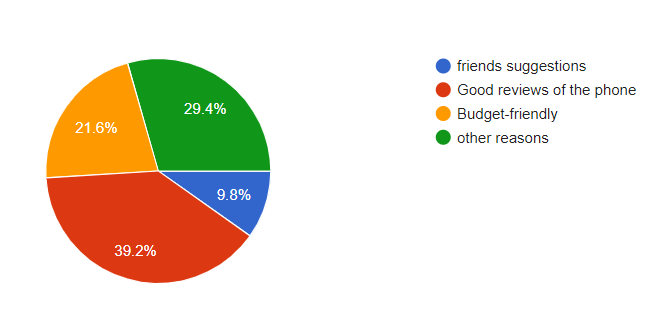 friends suggestions
Good reviews of the phone
Budget-friendly
other reasons
29.4%
21.6%
9.8%
39.2%